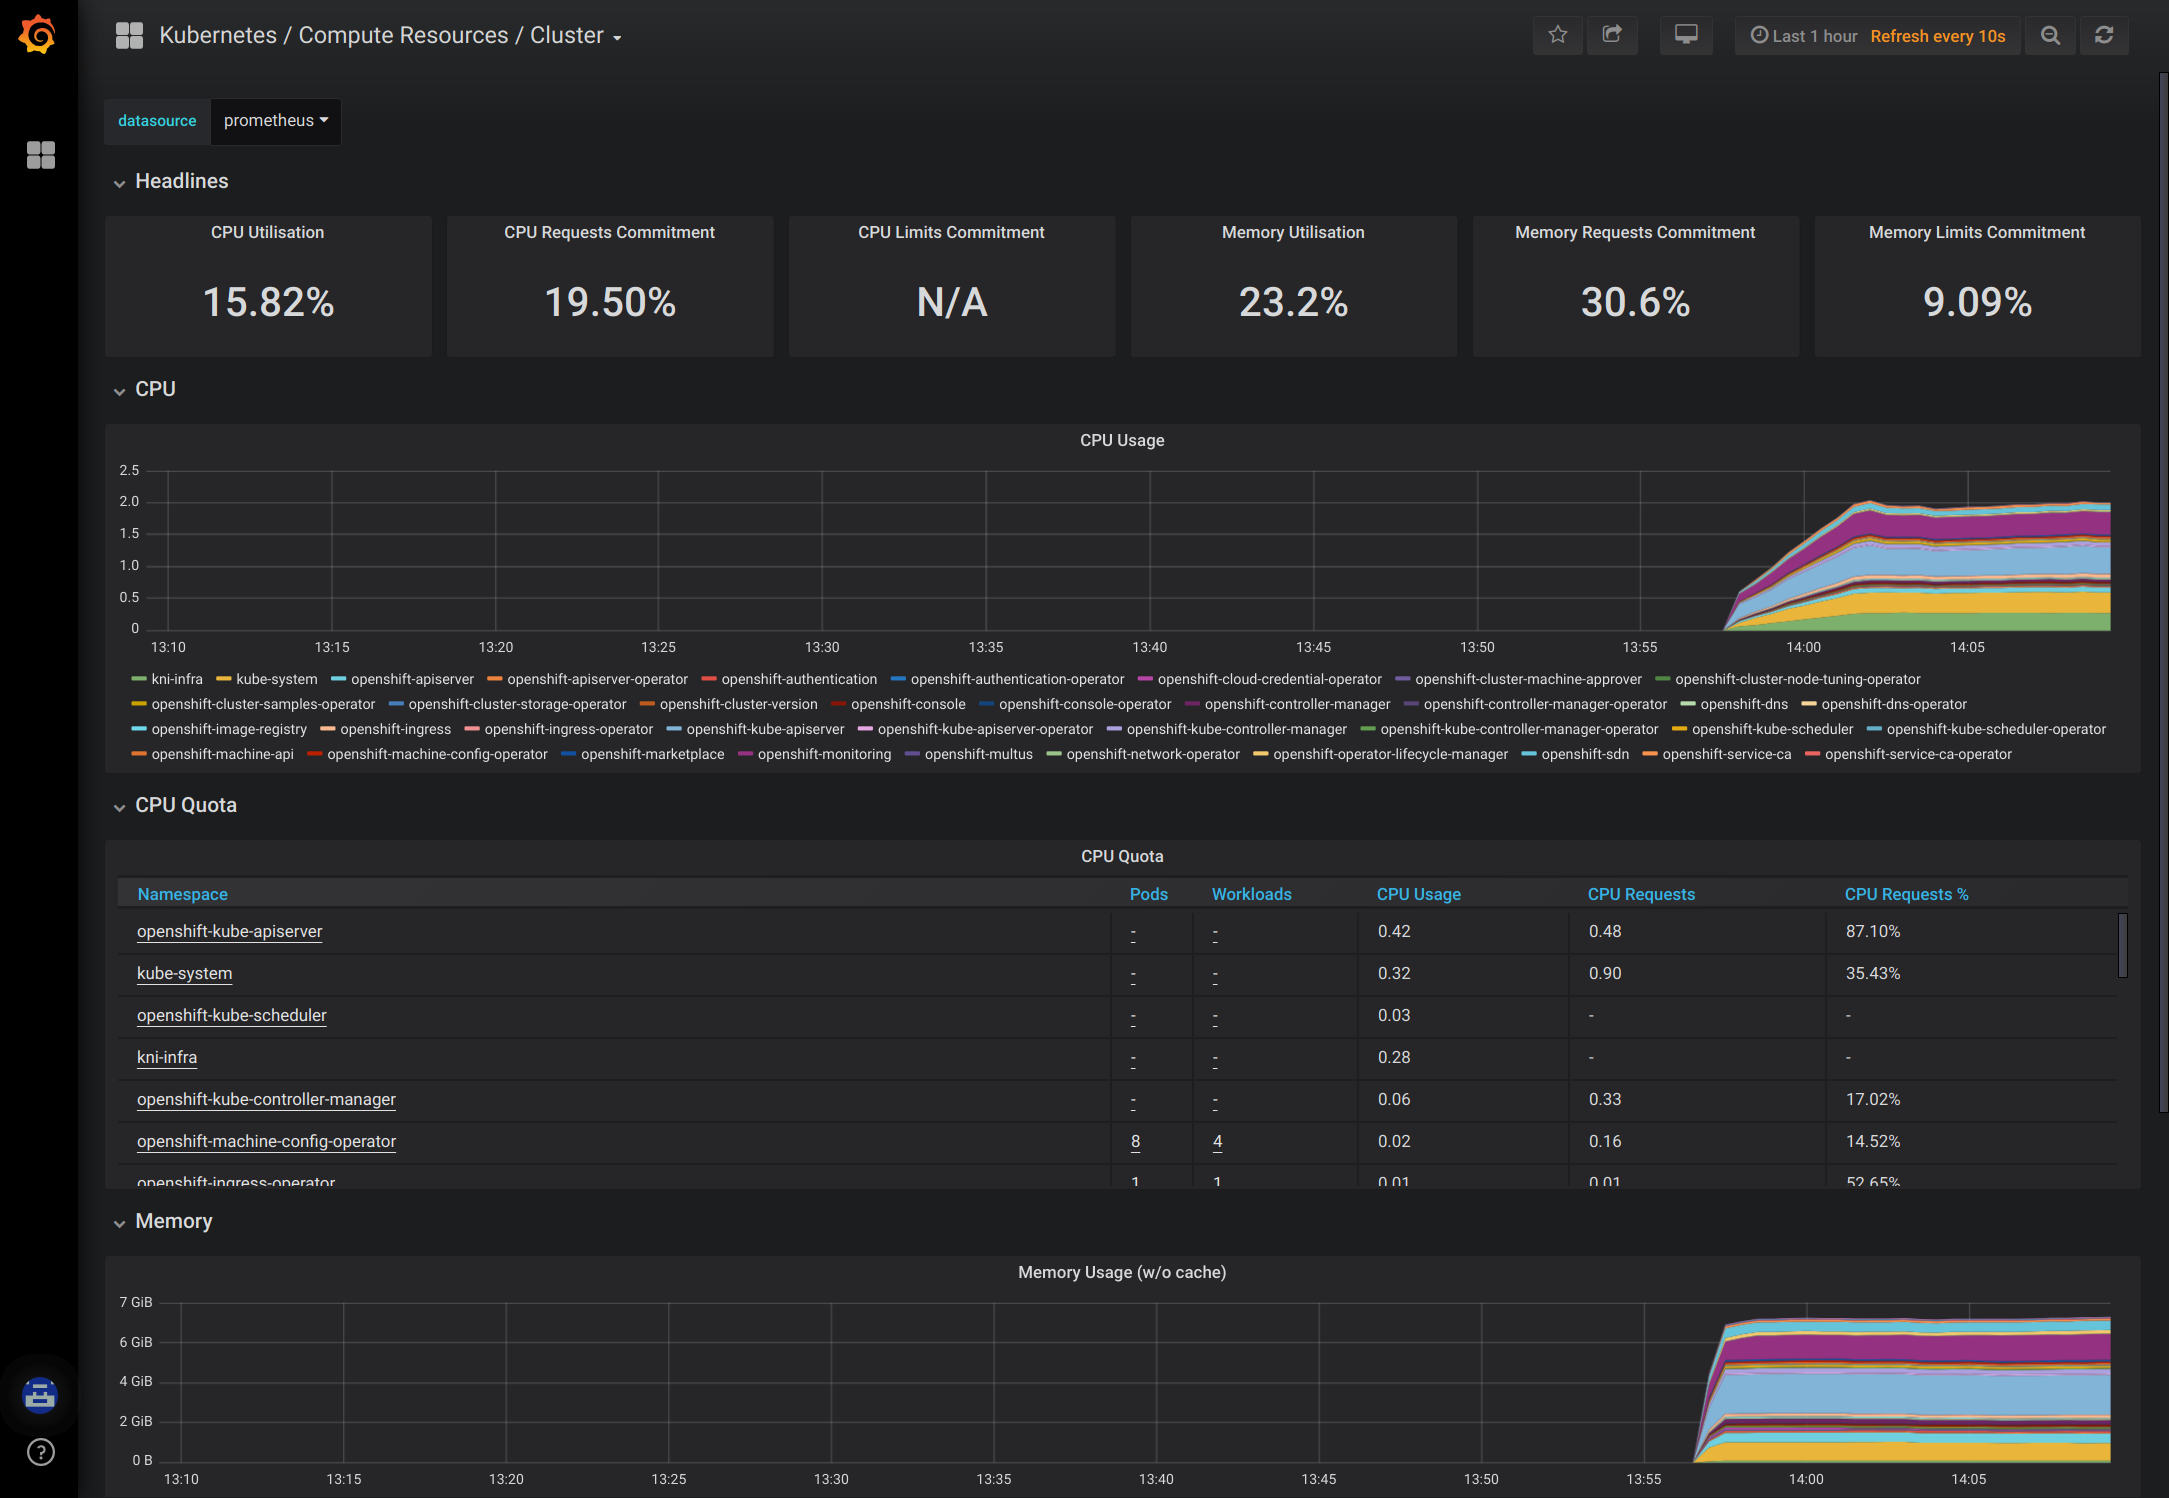 Kubernetes / Compute Resources / Cluster
Last 1 hour Refresh every 10s
datasource prometheus
Headlines
CPU Utilisation CPU Requests Commitment CPU Limits Commitment Memory Utilisation Memory Requests Commitment Memory Limits Commitment
15.82% 19.50% N/A 23.2% 30.6% 9.09%
CPU
CPU Usage
2.5
2.0
1.5
1.0
0.5
0
13:10 13:15 13:20 13:25 13:30 13:35 13:40 13:45 13:50 13:55 14:00 14:05
kni-infra kube-system openshift-apiserver openshift-apiserver-operator openshift-authentication openshift-authentication-operator openshift-cloud-credential-operator openshift-cluster-machine-approver openshift-cluster-node-tuning-operator
openshift-cluster-samples-operator openshift-cluster-storage-operator openshift-cluster-version openshift-console openshift-console-operator openshift-controller-manager openshift-controller-manager-operator openshift-dns openshift-dns-operator
openshift-image-registry openshift-ingress openshift-ingress-operator openshift-kube-apiserver openshift-kube-apiserver-operator openshift-kube-controller-manager openshift-kube-controller-manager-operator openshift-kube-scheduler openshift-kube-scheduler-operator
openshift-machine-api openshift-machine-config-operator openshift-marketplace openshift-monitoring openshift-multus openshift-network-operator openshift-operator-lifecycle-manager openshift-sdn openshift-service-ca openshift-service-ca-operator
CPU Quota
CPU Quota
Namespace Pods Workloads CPU Usage CPU Requests CPU Requests %
openshift-kube-apiserver - - 0.42 0.48 87.10%
kube-system - - 0.32 0.90 35.43%
openshift-kube-scheduler - - 0.03 - -
kni-infra - - 0.28 - -
openshift-kube-controller-manager - - 0.06 0.33 17.02%
openshift-machine-config-operator 8 4 0.02 0.16 14.52%
openshift-ingress-operator 1 1 0.01 0.01 52.65%
Memory
Memory Usage (w/o cache)
7 GiB
6 GiB
4 GiB
2 GiB
0 B
13:10 13:15 13:20 13:25 13:30 13:35 13:40 13:45 13:50 13:55 14:00 14:05